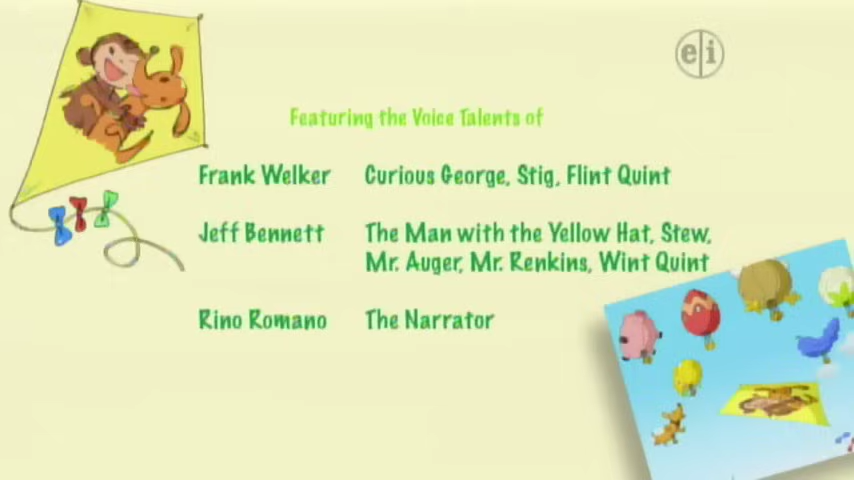 e|i
Featuring the Voice Talents of
Frank Welker Curious George, Stig, Flint Quint
Jeff Bennett The Man with the Yellow Hat, Stew,
Mr. Auger, Mr. Renkins, Wint Quint
Rino Romano The Narrator